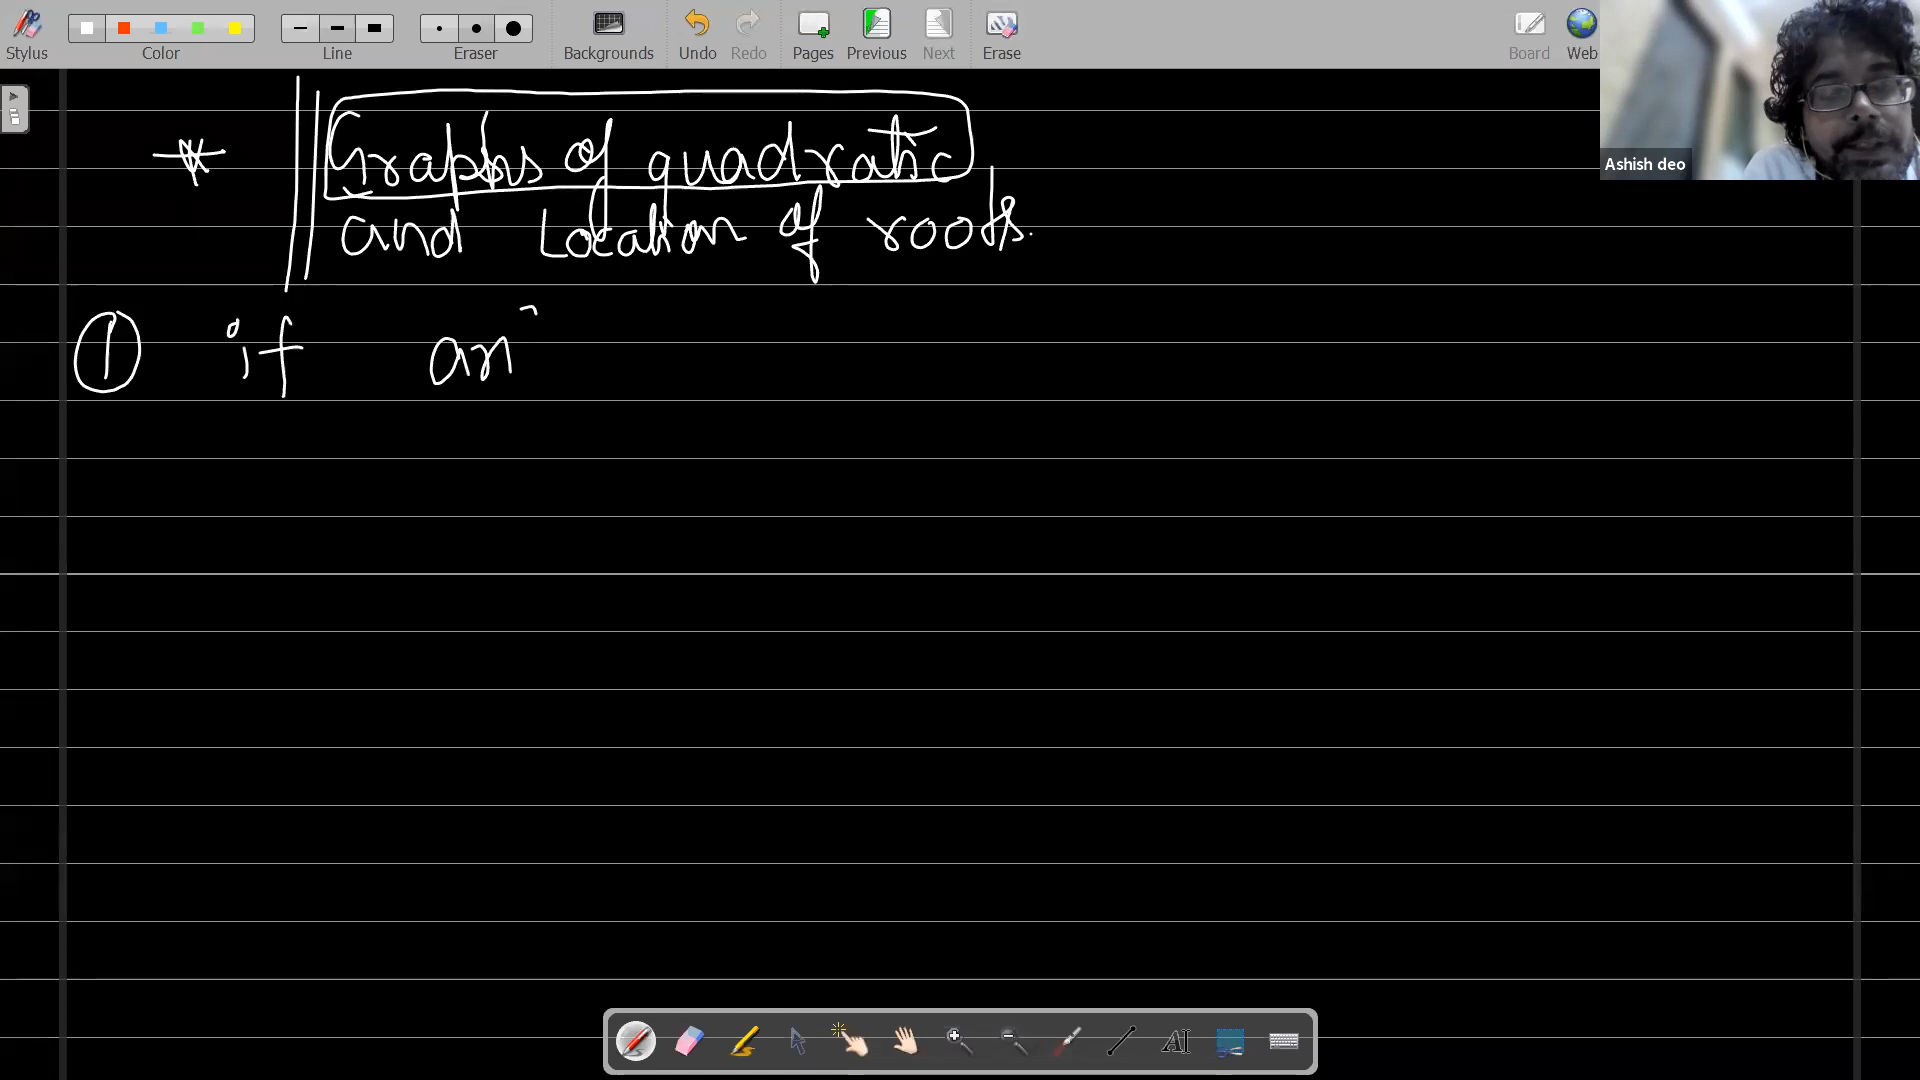 Stylus Color Line Eraser Backgrounds Undo Redo Pages Previous Next Erase Board Web
Ashish deo
Graphs of quadratic
and Location of roots.
① if ax